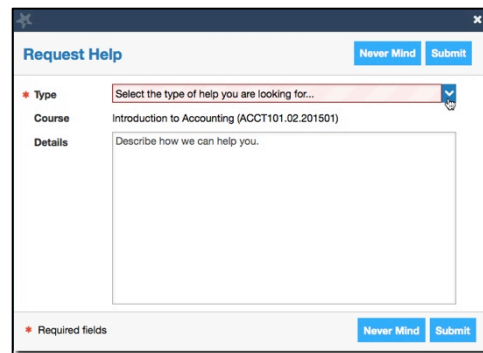 ×
Request Help
Never Mind Submit
* Type Select the type of help you are looking for...
Course Introduction to Accounting (ACCT101.02.201501)
Details Describe how we can help you.
* Required fields
Never Mind Submit